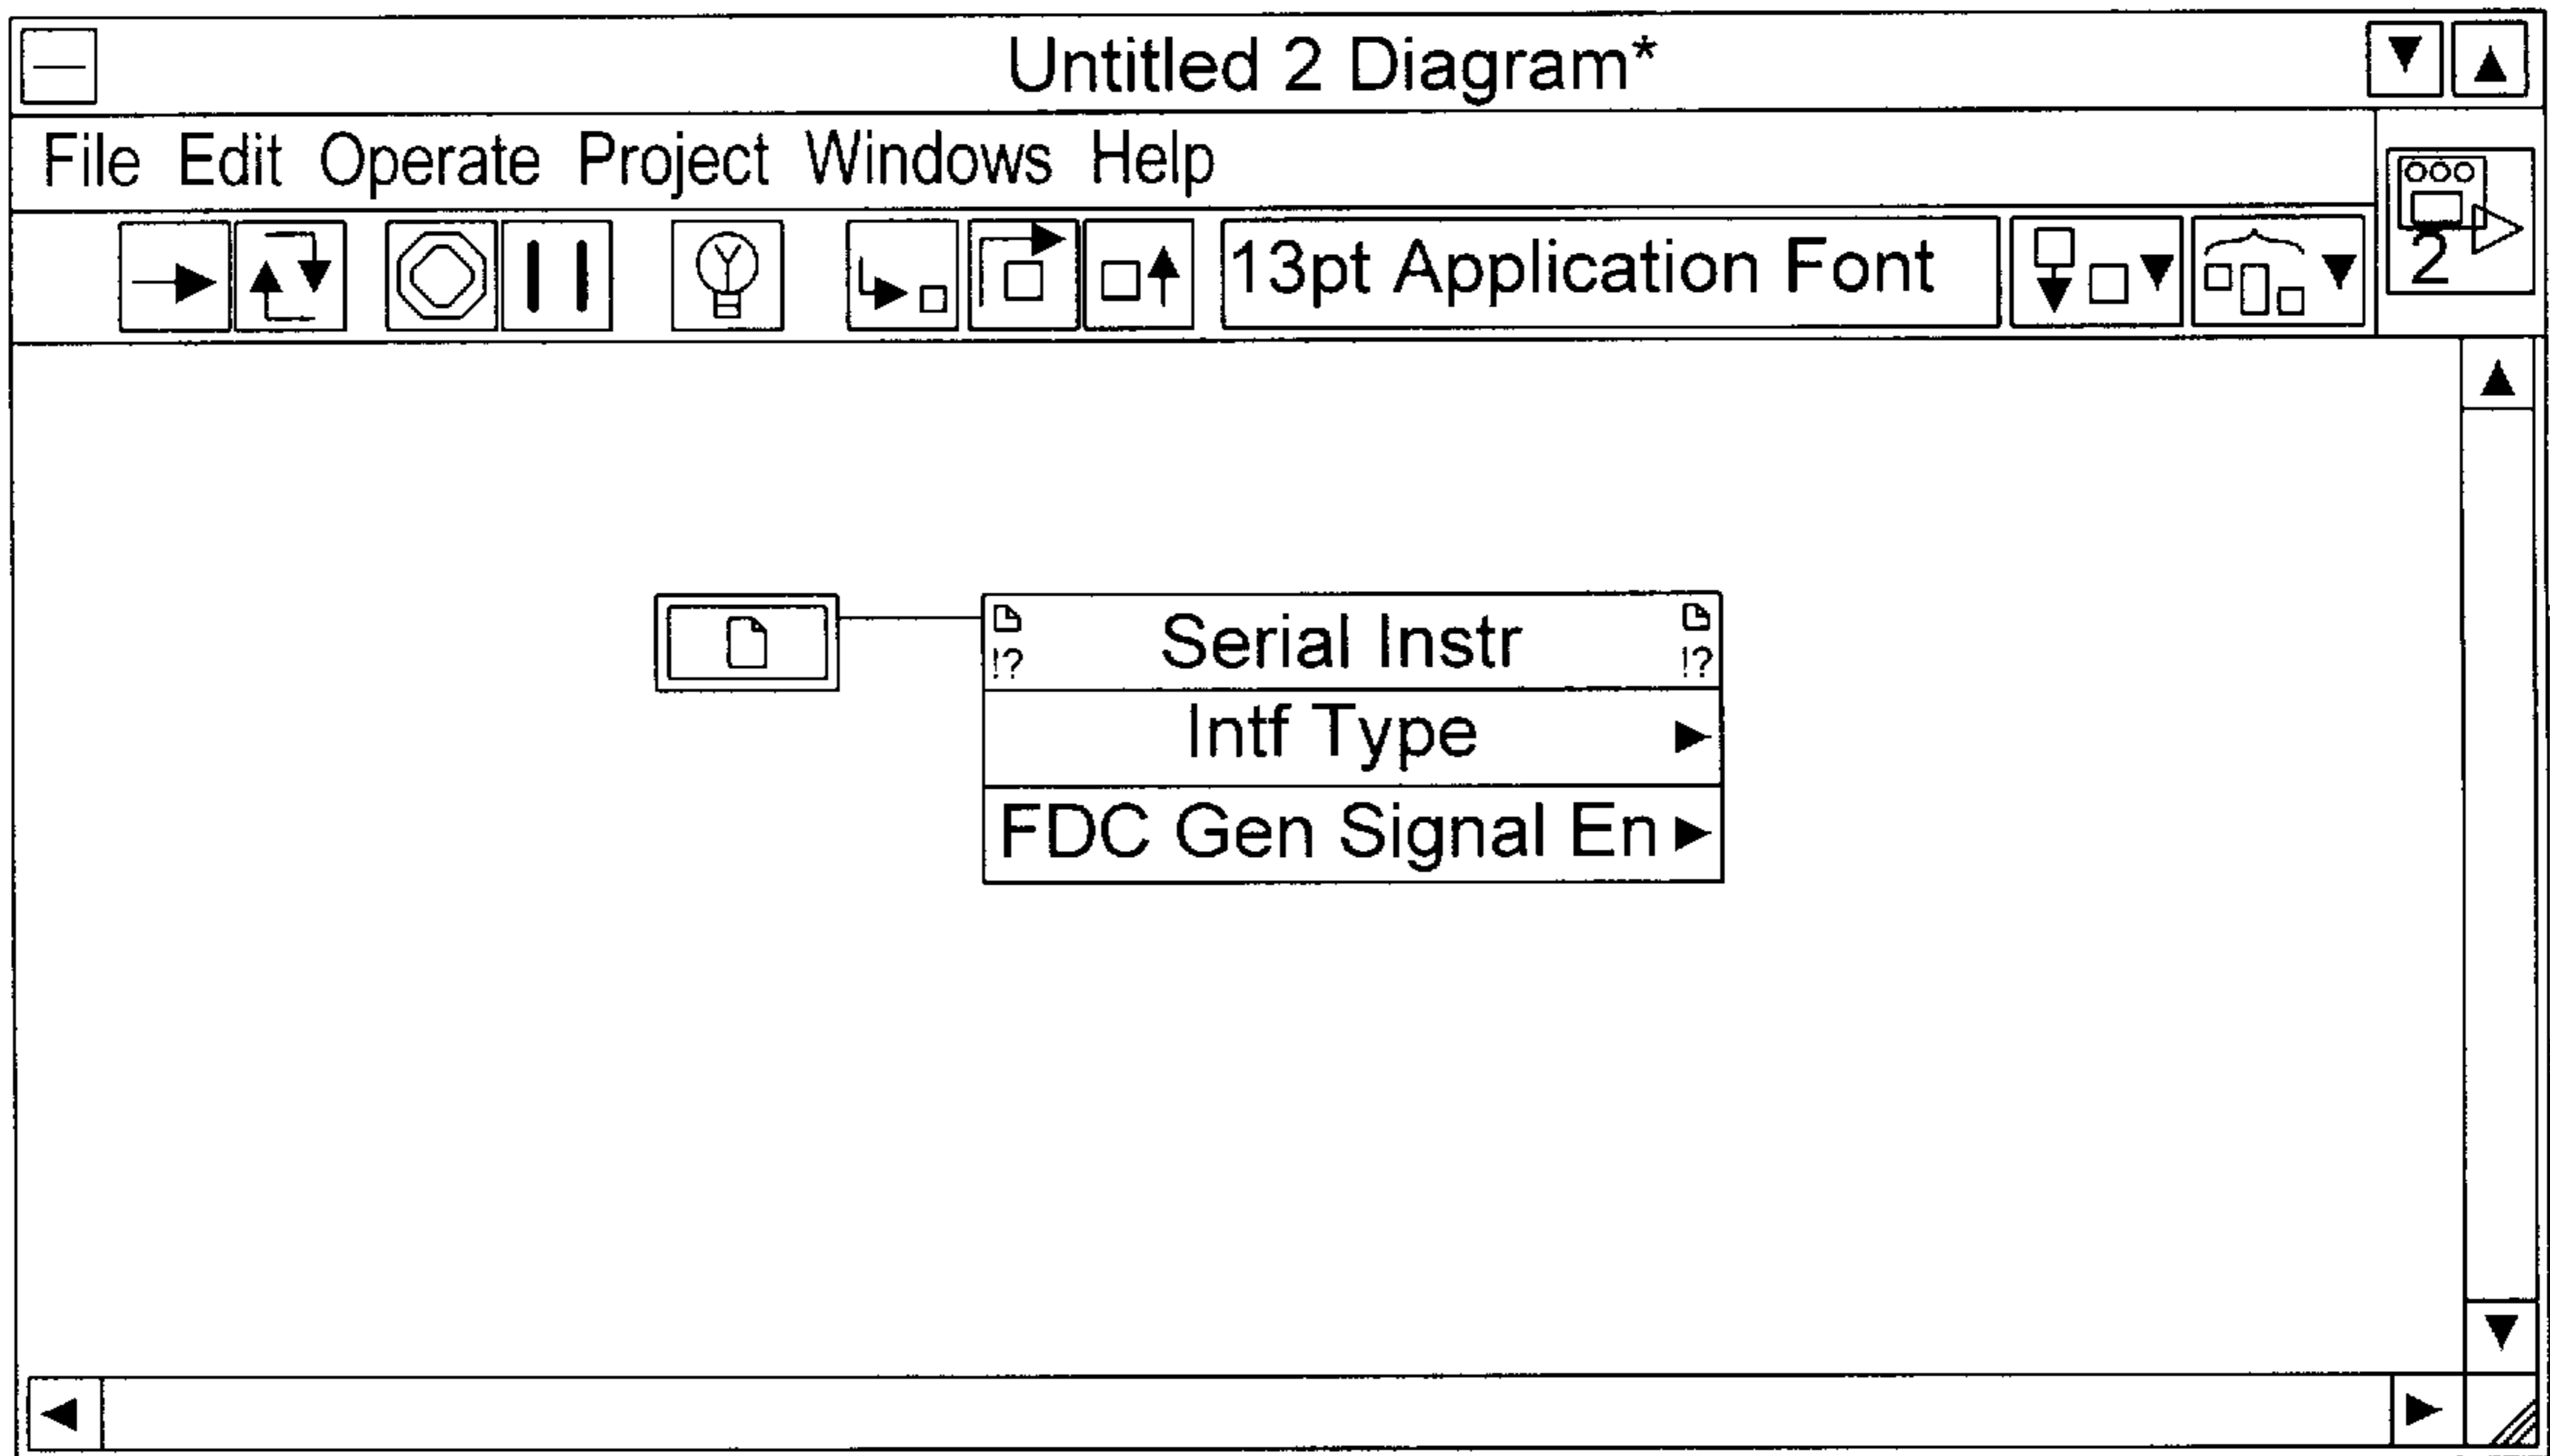 Untitled 2 Diagram*
File Edit Operate Project Windows Help
13pt Application Font
2
!? Serial Instr !?
Intf Type
FDC Gen Signal En